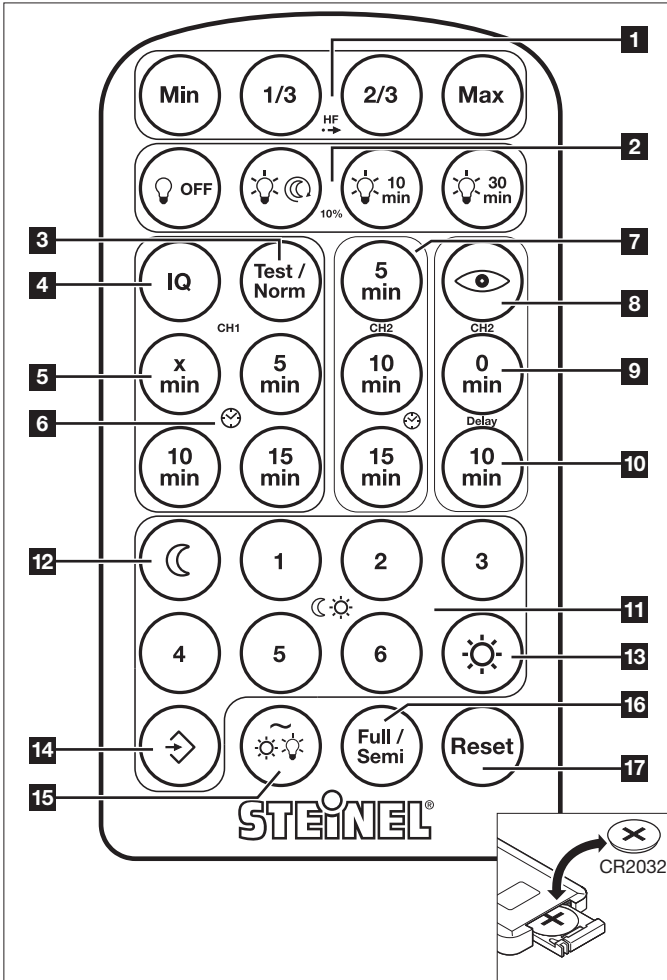 1
Min 1/3 2/3 Max
HF
2
OFF 10 min 30 min
10%
3
7
4
IQ Test / Norm 5 min
8
CH1 CH2 CH2
5
x min 5 min 10 min 0 min
9
6
Delay
10 min 15 min 15 min 10 min
10
12
1 2 3
11
4 5 6
13
16
14
Full / Semi Reset
15
17
STEINEL®
CR2032